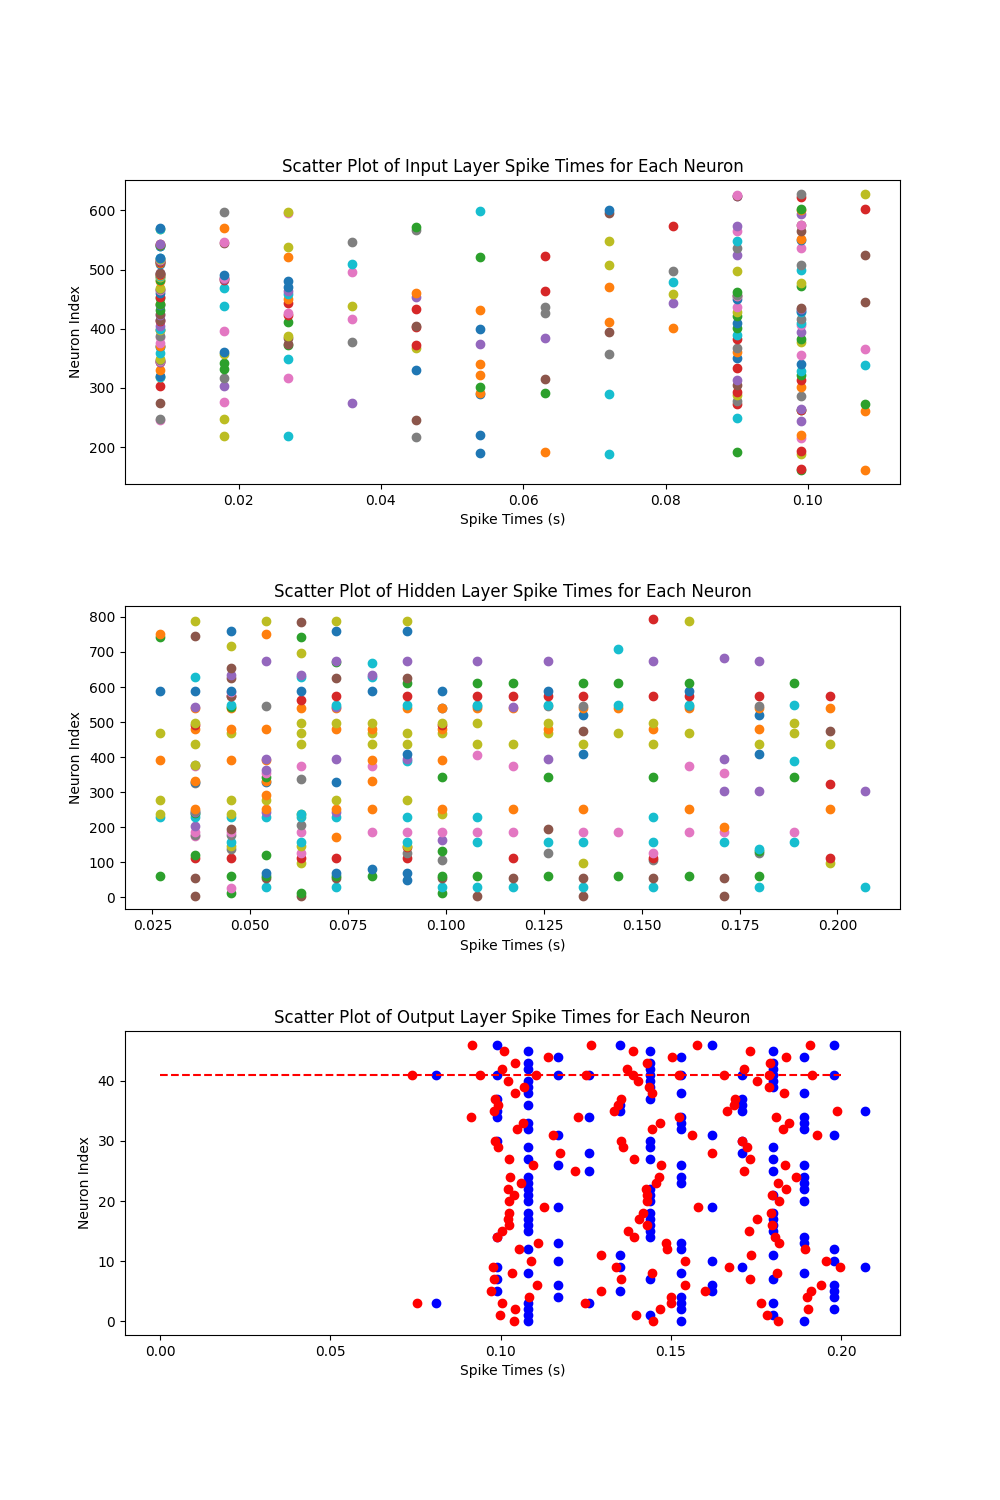 Scatter Plot of Input Layer Spike Times for Each Neuron
600
500
400
300
200
Neuron Index
0.02 0.04 0.06 0.08 0.10
Spike Times (s)
Scatter Plot of Hidden Layer Spike Times for Each Neuron
800
700
600
500
400
300
200
100
0
Neuron Index
0.025 0.050 0.075 0.100 0.125 0.150 0.175 0.200
Spike Times (s)
Scatter Plot of Output Layer Spike Times for Each Neuron
40
30
20
10
0
Neuron Index
0.00 0.05 0.10 0.15 0.20
Spike Times (s)